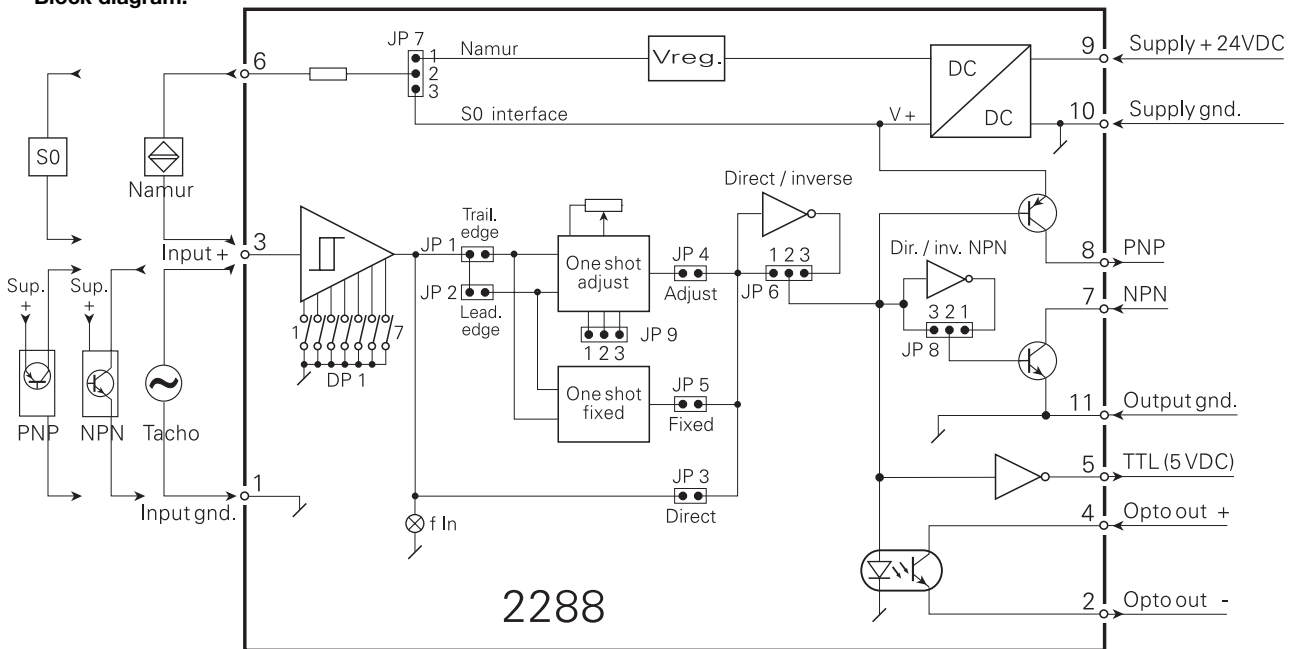 Block diagram:
JP 7
1
2
3
Namur
Vreg.
DC
DC
9
Supply + 24VDC
10
Supply gnd.
6
S0 interface
V +
S0
Namur
Input +
3
JP 1
Trail.
edge
JP 2
Lead.
edge
One shot
adjust
JP 9
1 2 3
JP 4
Adjust
Direct / inverse
1 2 3
JP 6
Dir. / inv. NPN
3 2 1
JP 8
8
PNP
7
NPN
Sup.
+
Sup.
+
PNP
NPN
Tacho
1
7
DP 1
One shot
fixed
JP 5
Fixed
11
Output gnd.
1
Input gnd.
JP 3
Direct
f In
5
TTL (5 VDC)
4
Opto out +
2
Opto out -
2288